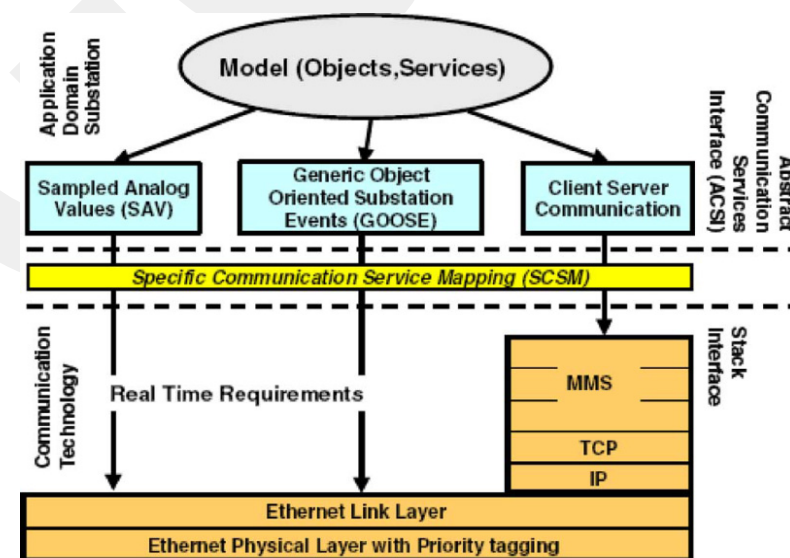 Application
Domain
Substation
Model (Objects,Services)
Abstract
Communication
Services
Interface (ACSI)
Sampled Analog
Values (SAV)
Generic Object
Oriented Substation
Events (GOOSE)
Client Server
Communication
Specific Communication Service Mapping (SCSM)
Communication
Technology
Real Time Requirements
Stack
Interface
MMS
TCP
IP
Ethernet Link Layer
Ethernet Physical Layer with Priority tagging